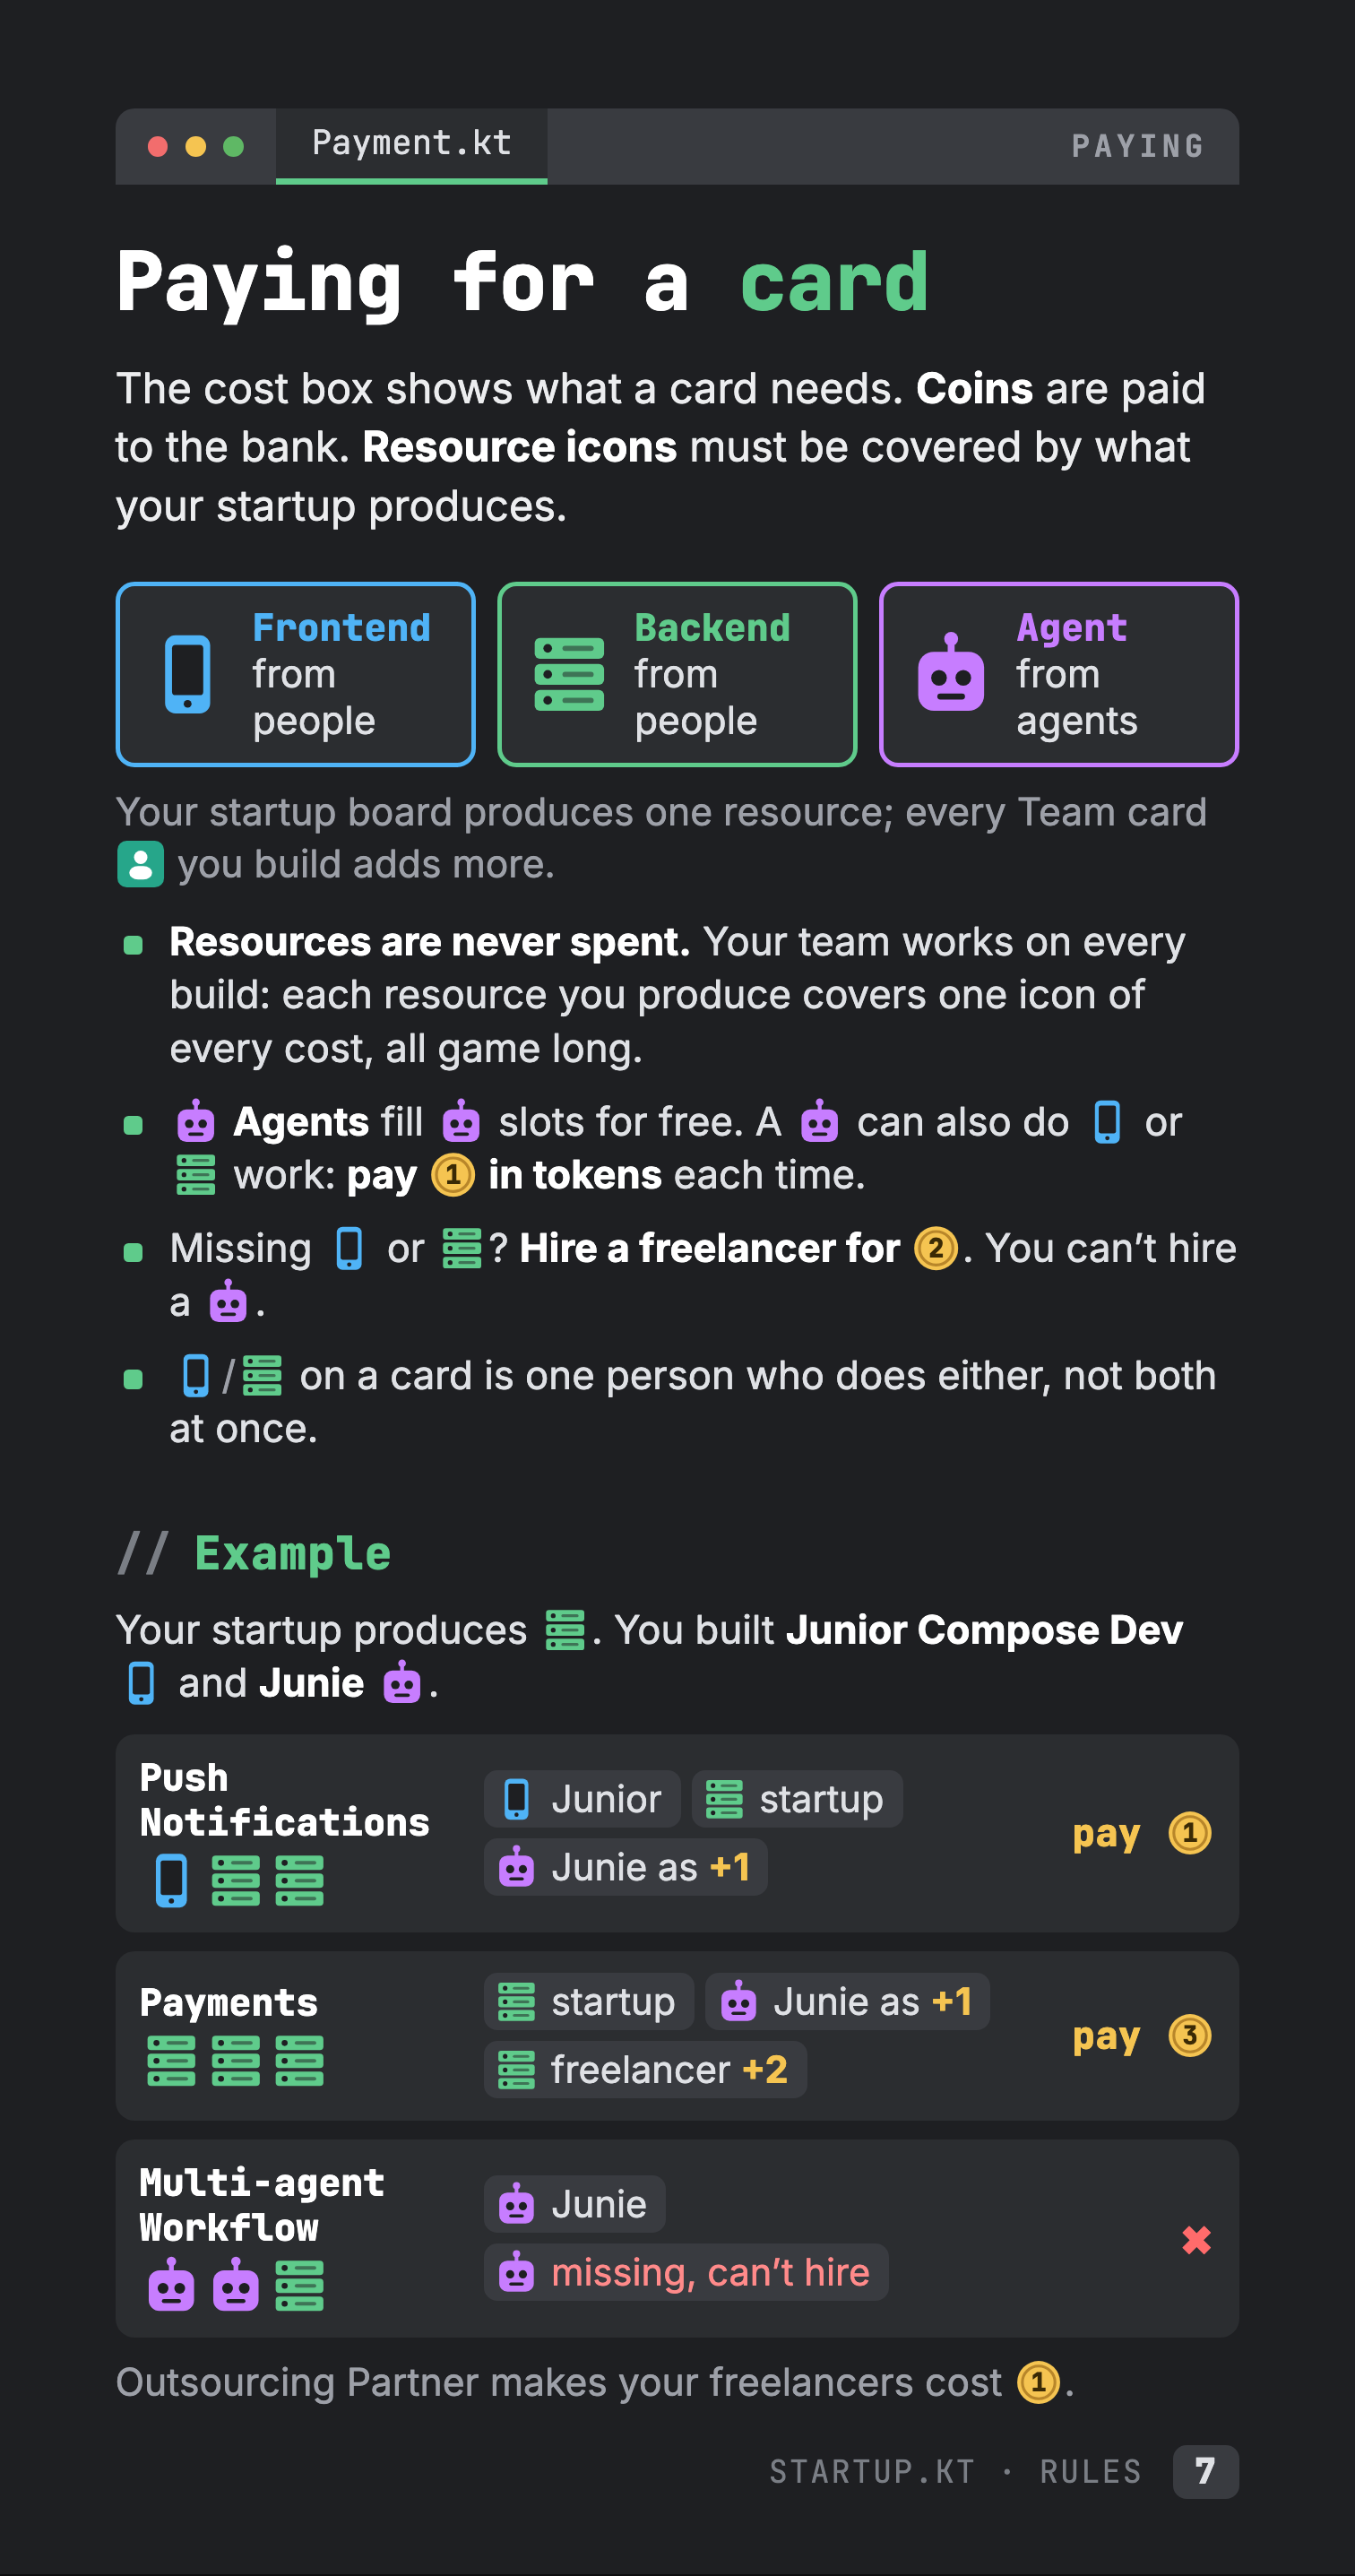 Payment.kt
PAYING
Paying for a card
The cost box shows what a card needs. Coins are paid
to the bank. Resource icons must be covered by what
your startup produces.
Frontend
from
people
Backend
from
people
Agent
from
agents
Your startup board produces one resource; every Team card
you build adds more.
Resources are never spent. Your team works on every
build: each resource you produce covers one icon of
every cost, all game long.
Agents fill slots for free. A can also do or
work: pay 1 in tokens each time.
Missing or ? Hire a freelancer for 2. You can’t hire
a .
/ on a card is one person who does either, not both
at once.
// Example
Your startup produces . You built Junior Compose Dev
and Junie .
Push
Notifications
Junior
startup
Junie as +1
pay 1
Payments
startup
Junie as +1
freelancer +2
pay 3
Multi-agent
Workflow
Junie
missing, can’t hire
Outsourcing Partner makes your freelancers cost 1.
STARTUP.KT · RULES 7